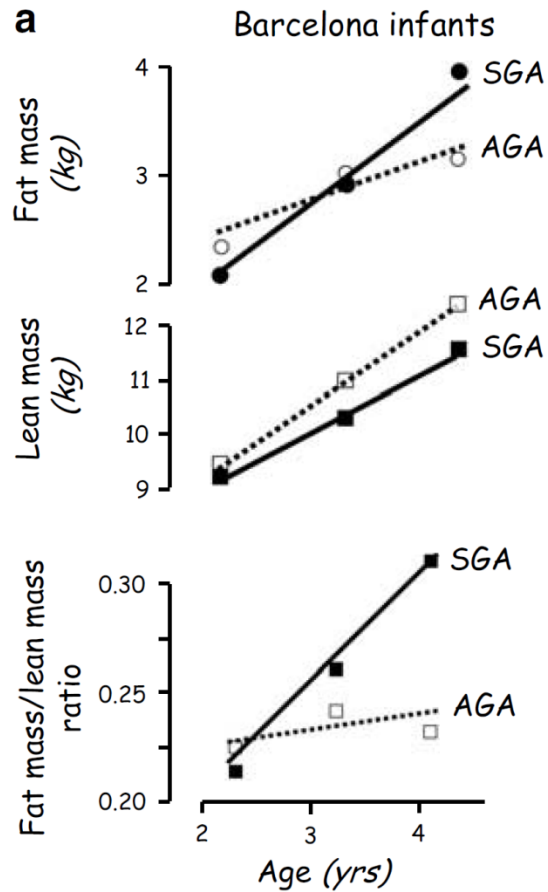 a
Barcelona infants
Fat mass
(kg)
4
3
2
SGA
AGA
Lean mass
(kg)
12
11
10
9
AGA
SGA
Fat mass/lean mass
ratio
0.30
0.25
0.20
SGA
AGA
2 3 4
Age (yrs)